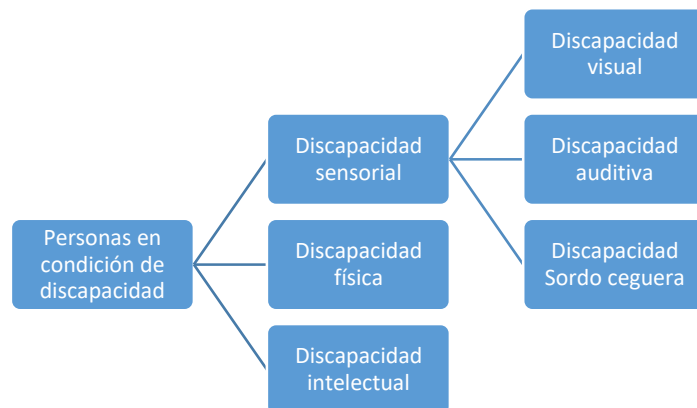 Personas en
condición de
discapacidad
Discapacidad
sensorial
Discapacidad
visual
Discapacidad
auditiva
Discapacidad
Sordo ceguera
Discapacidad
física
Discapacidad
intelectual